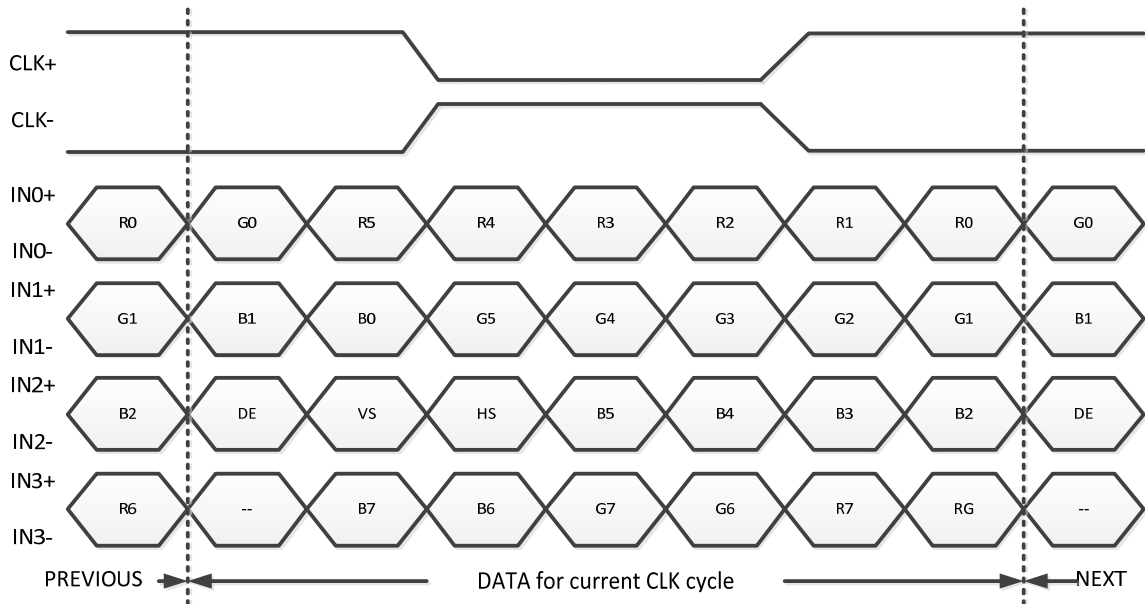 CLK+
CLK-
IN0+
R0 G0 R5 R4 R3 R2 R1 R0 G0
IN0-
IN1+
G1 B1 B0 G5 G4 G3 G2 G1 B1
IN1-
IN2+
B2 DE VS HS B5 B4 B3 B2 DE
IN2-
IN3+
R6 -- B7 B6 G7 G6 R7 RG --
IN3-
PREVIOUS DATA for current CLK cycle NEXT